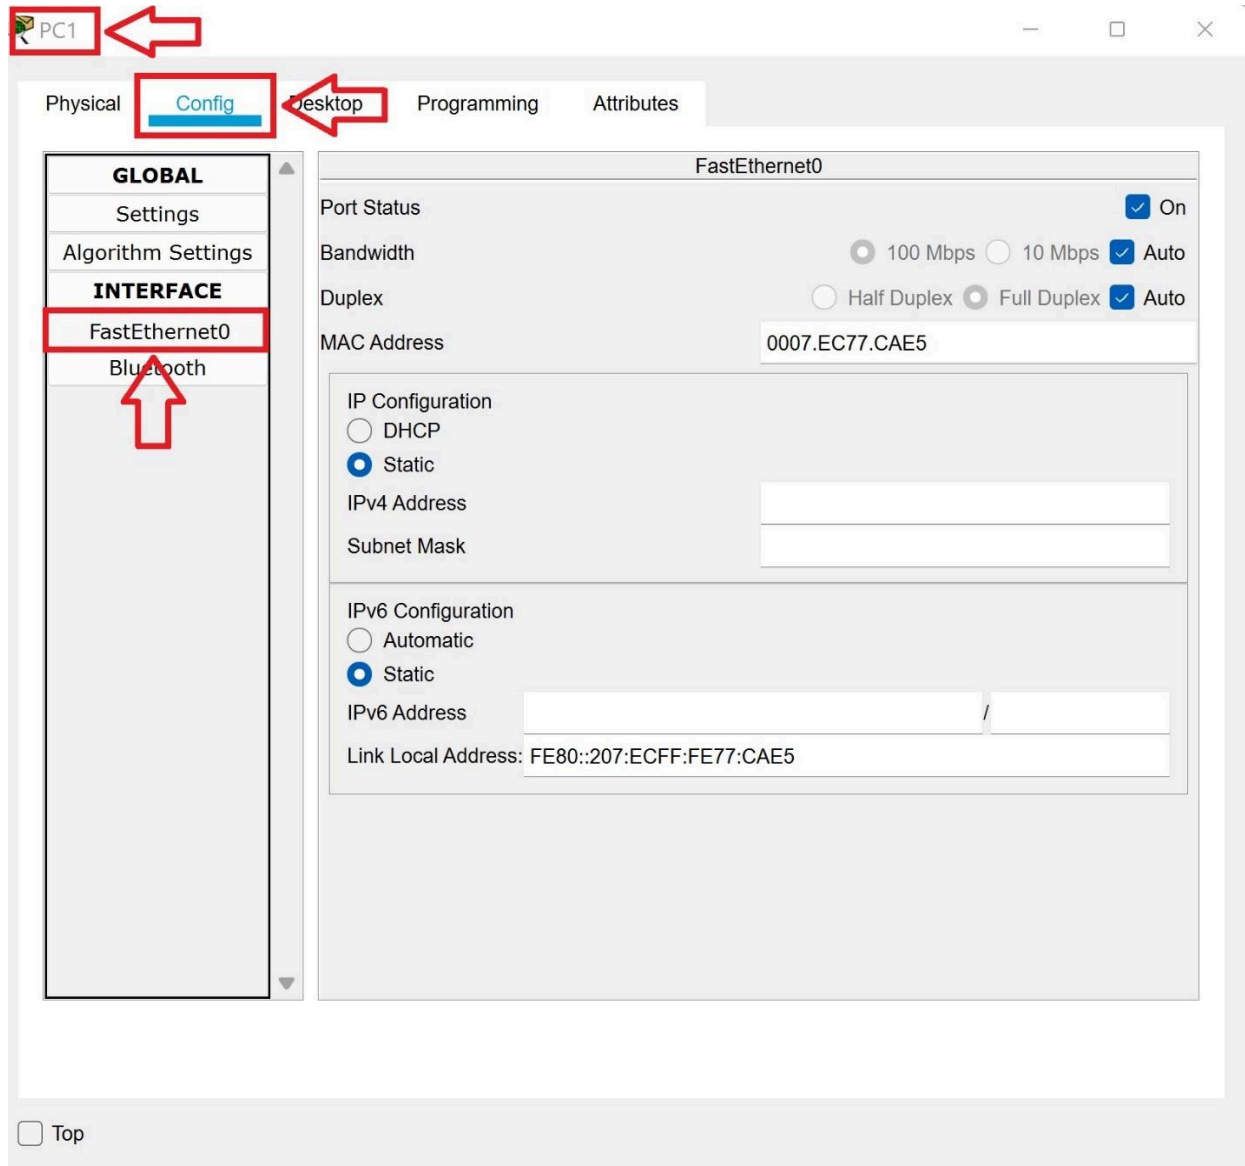 PC1
Physical Config Desktop Programming Attributes
GLOBAL
Settings
Algorithm Settings
INTERFACE
FastEthernet0
Bluetooth
FastEthernet0
Port Status On
Bandwidth 100 Mbps 10 Mbps Auto
Duplex Half Duplex Full Duplex Auto
MAC Address 0007.EC77.CAE5
IP Configuration
DHCP
Static
IPv4 Address
Subnet Mask
IPv6 Configuration
Automatic
Static
IPv6 Address /
Link Local Address: FE80::207:ECFF:FE77:CAE5
Top